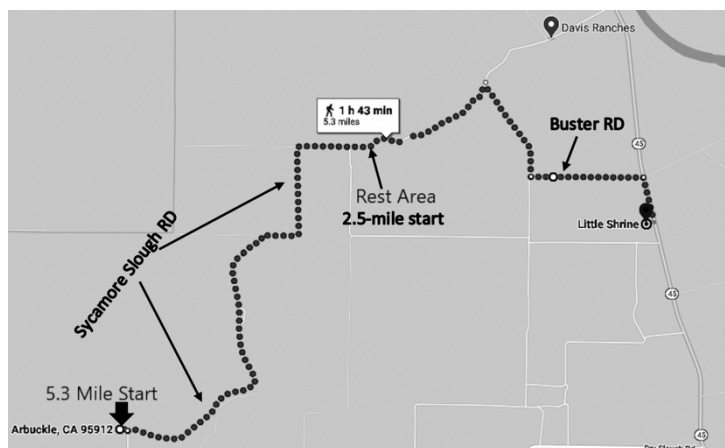 Davis Ranches
1 h 43 min
5.3 miles
Buster RD
45
Rest Area
2.5-mile start
Little Shrine
Sycamore Slough RD
45
45
5.3 Mile Start
Arbuckle, CA 95912